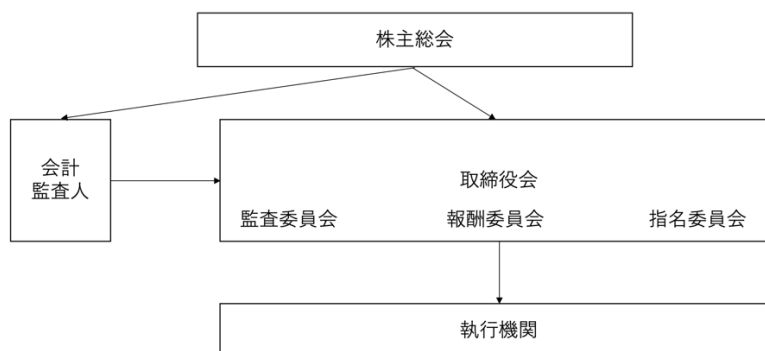 株主総会
会計
監査人
取締役会
監査委員会
報酬委員会
指名委員会
執行機関